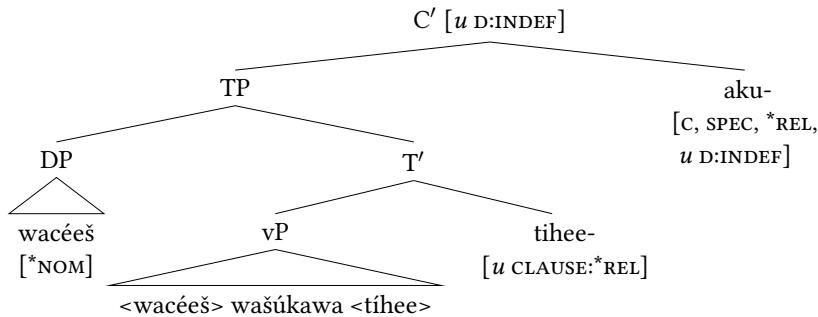 C′ [u D:INDEF]
TP
aku-
[C, SPEC, *REL,
u D:INDEF]
DP
T′
wacéeš
[*NOM]
vP
tihee-
[u CLAUSE:*REL]
<wacéeš> wašúkawa <tíhee>